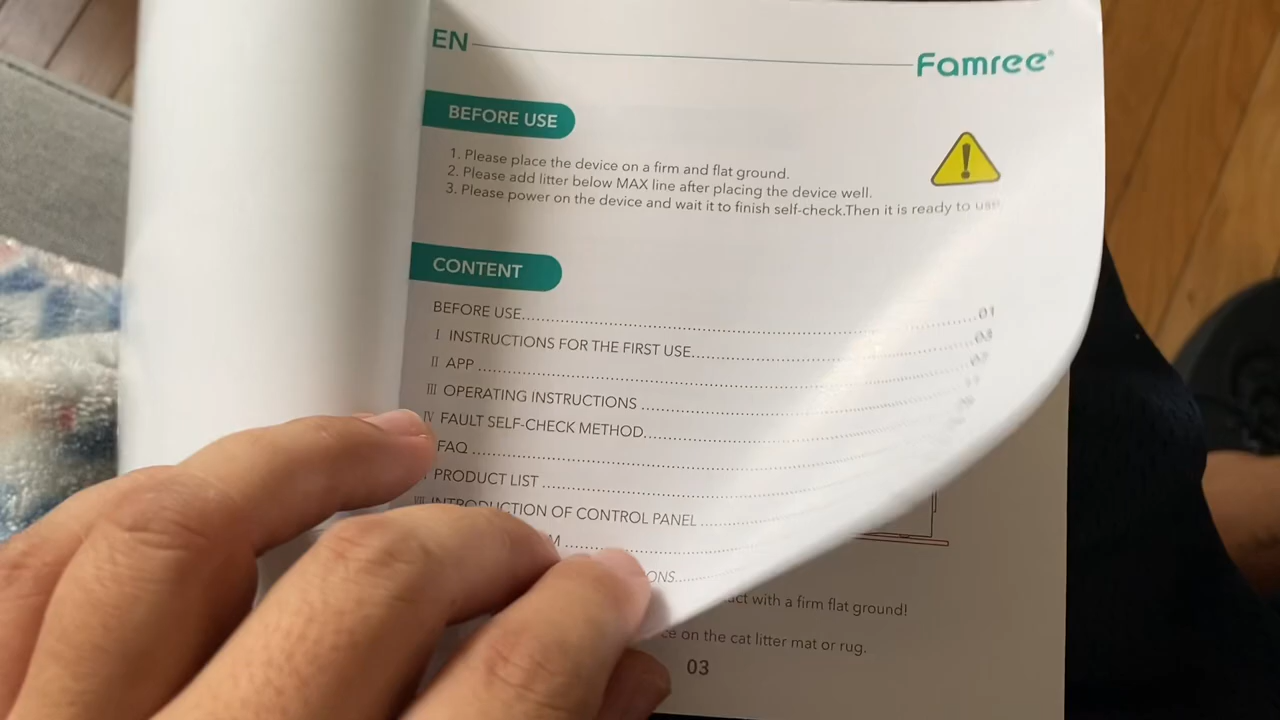 EN
Famree®
BEFORE USE
1. Please place the device on a firm and flat ground.
2. Please add litter below MAX line after placing the device well.
3. Please power on the device and wait it to finish self-check.Then it is ready to use.
CONTENT
BEFORE USE....................01
I INSTRUCTIONS FOR THE FIRST USE....................03
II APP ....................
III OPERATING INSTRUCTIONS ....................
IV FAULT SELF-CHECK METHOD....................
FAQ ....................
PRODUCT LIST ....................
VII INTRODUCTION OF CONTROL PANEL ....................
with a firm flat ground!
on the cat litter mat or rug.
03